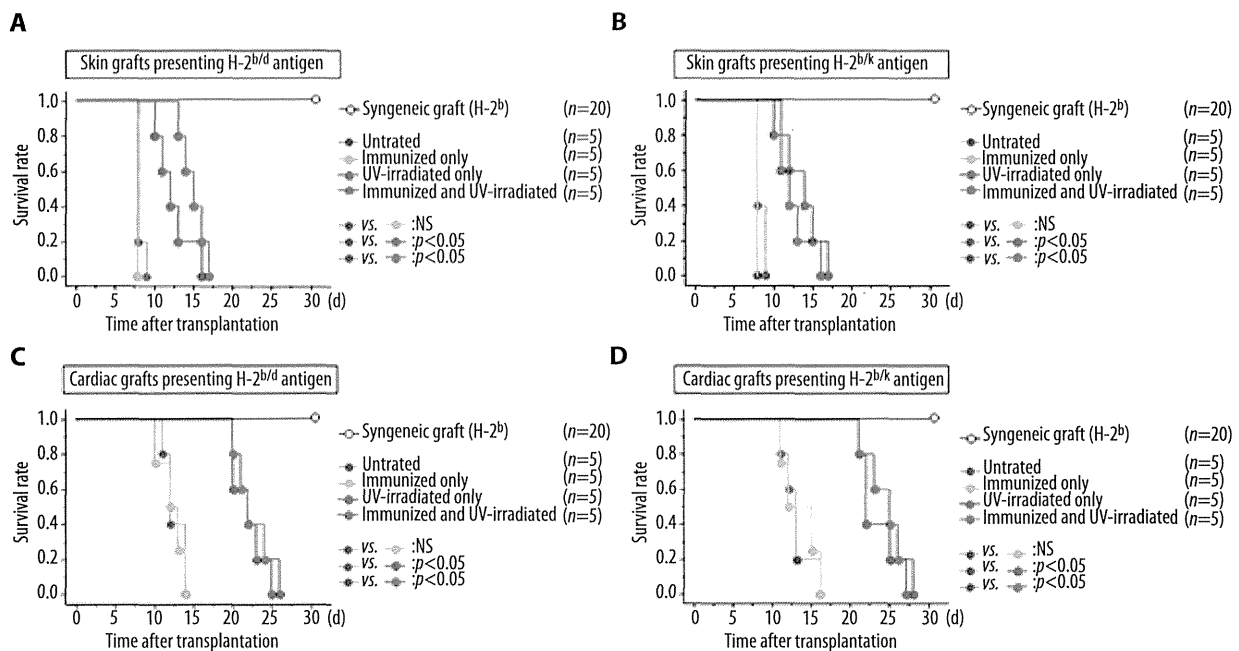 A
Skin grafts presenting H-2b/d antigen
Survival rate
1.0
0.8
0.6
0.4
0.2
0.0
0 5 10 15 20 25 30 (d)
Time after transplantation
Syngeneic graft (H-2b) (n=20)
Untrated (n=5)
Immunized only (n=5)
UV-irradiated only (n=5)
Immunized and UV-irradiated (n=5)
vs. :NS
vs. :p<0.05
vs. :p<0.05
B
Skin grafts presenting H-2b/k antigen
Survival rate
1.0
0.8
0.6
0.4
0.2
0.0
0 5 10 15 20 25 30 (d)
Time after transplantation
Syngeneic graft (H-2b) (n=20)
Untrated (n=5)
Immunized only (n=5)
UV-irradiated only (n=5)
Immunized and UV-irradiated (n=5)
vs. :NS
vs. :p<0.05
vs. :p<0.05
C
Cardiac grafts presenting H-2b/d antigen
Survival rate
1.0
0.8
0.6
0.4
0.2
0.0
0 5 10 15 20 25 30 (d)
Time after transplantation
Syngeneic graft (H-2b) (n=20)
Untrated (n=5)
Immunized only (n=5)
UV-irradiated only (n=5)
Immunized and UV-irradiated (n=5)
vs. :NS
vs. :p<0.05
vs. :p<0.05
D
Cardiac grafts presenting H-2b/k antigen
Survival rate
1.0
0.8
0.6
0.4
0.2
0.0
0 5 10 15 20 25 30 (d)
Time after transplantation
Syngeneic graft (H-2b) (n=20)
Untrated (n=5)
Immunized only (n=5)
UV-irradiated only (n=5)
Immunized and UV-irradiated (n=5)
vs. :NS
vs. :p<0.05
vs. :p<0.05